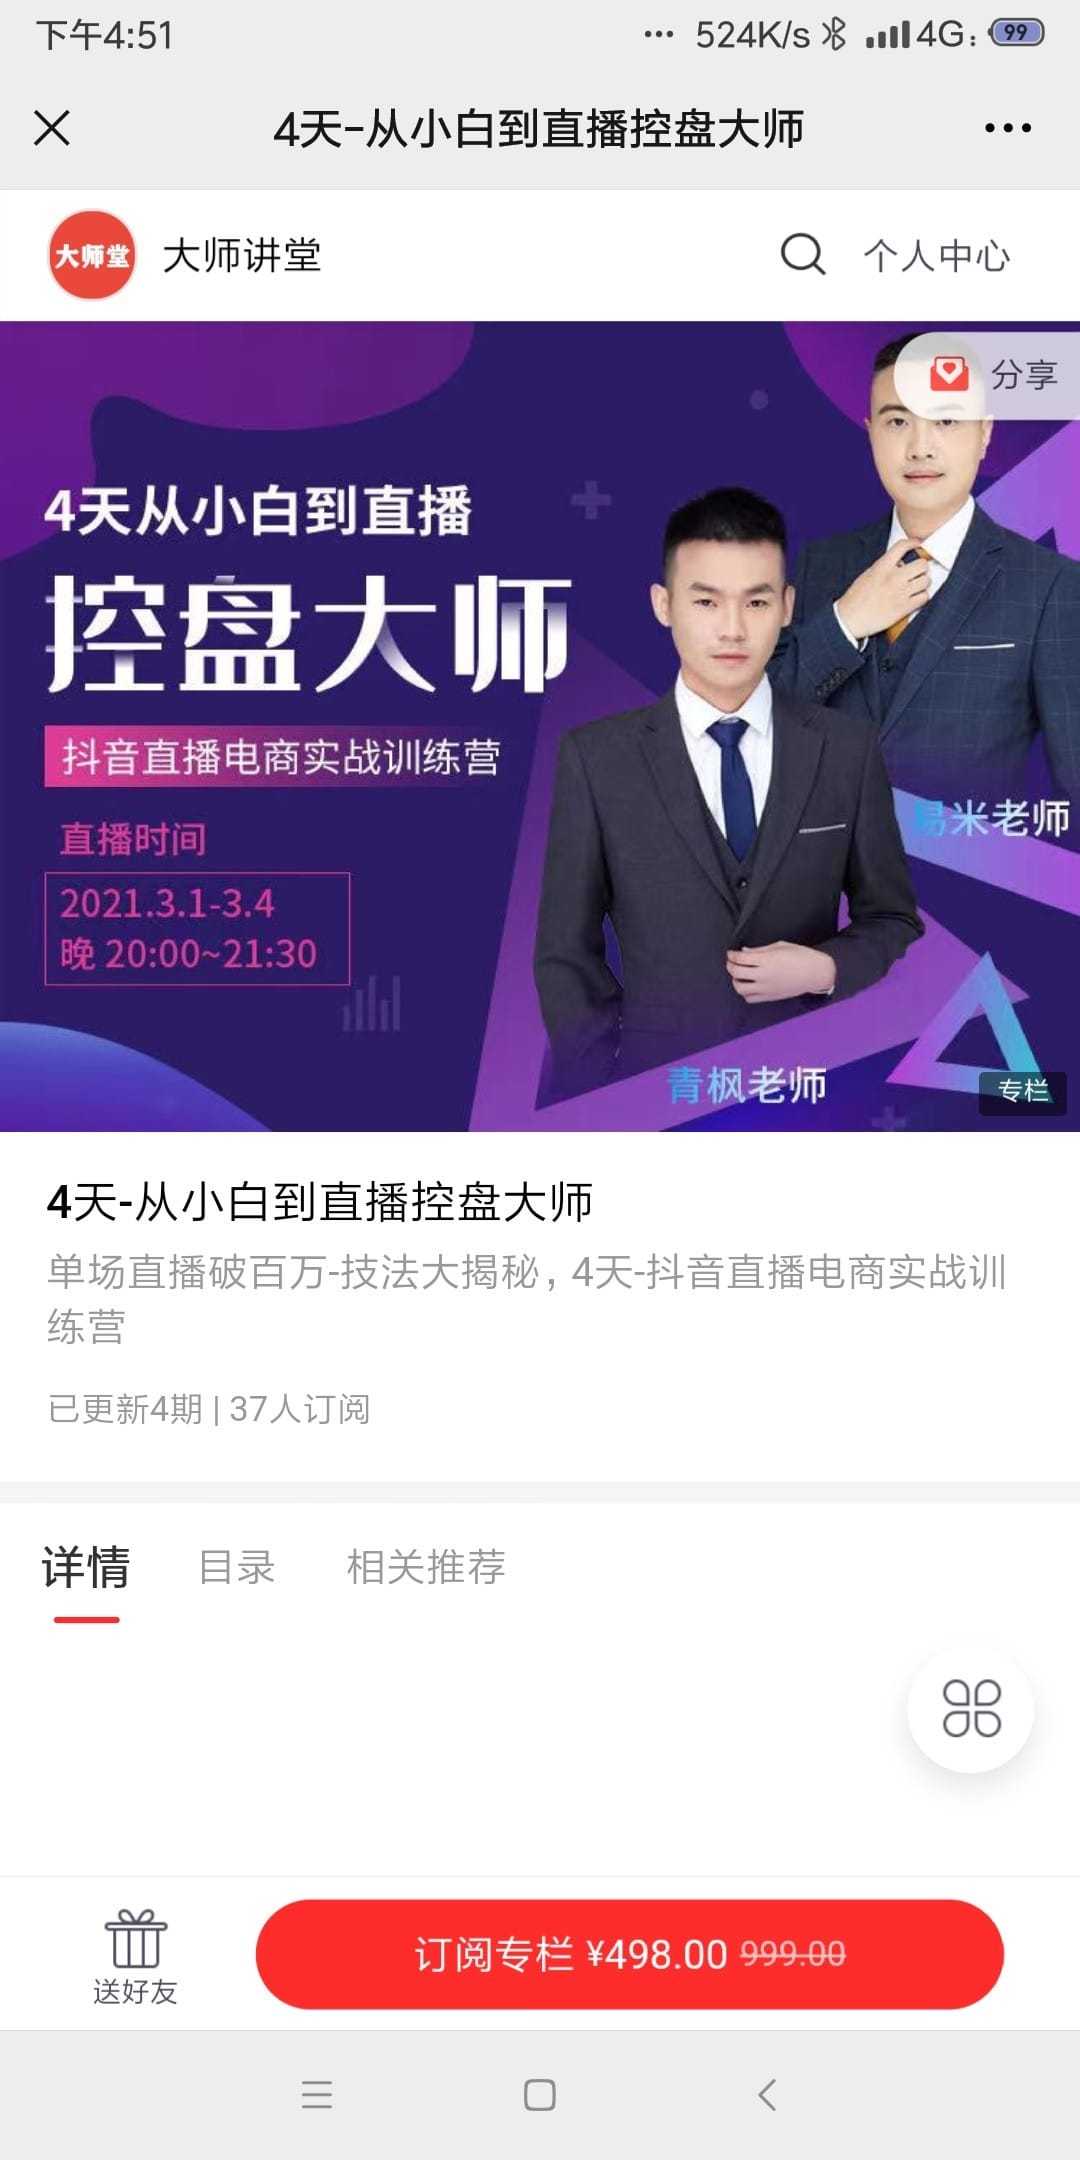 下午4:51
... 524K/s 4G 99
4天-从小白到直播控盘大师
大师堂
大师讲堂
个人中心
分享
4天从小白到直播
控盘大师
抖音直播电商实战训练营
直播时间
2021.3.1-3.4
晚 20:00~21:30
易米老师
青枫老师
专栏
4天-从小白到直播控盘大师
单场直播破百万-技法大揭秘，4天-抖音直播电商实战训
练营
已更新4期 | 37人订阅
详情 目录 相关推荐
送好友
订阅专栏 ¥498.00 999.00